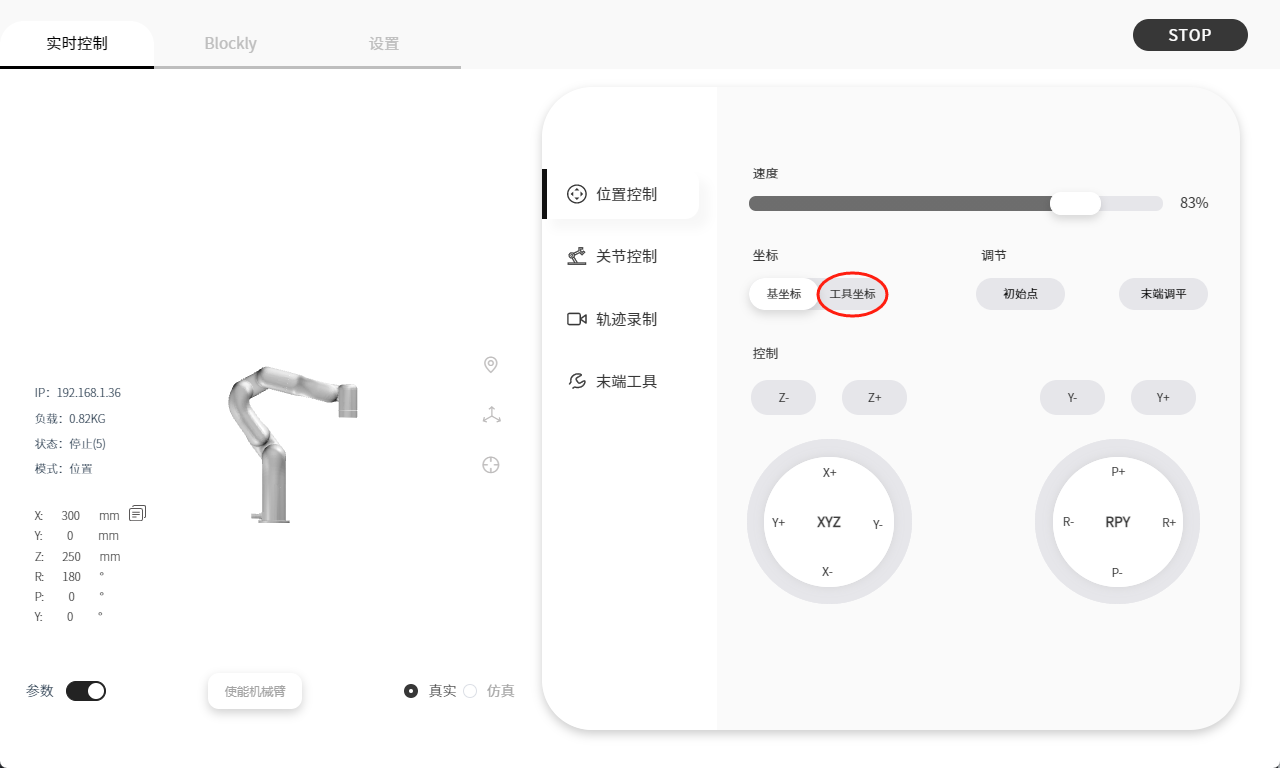 实时控制
Blockly
设置
STOP
位置控制
关节控制
轨迹录制
末端工具
速度
83%
坐标
调节
基坐标
工具坐标
初始点
末端调平
控制
Z-
Z+
Y-
Y+
X+
Y+
XYZ
Y-
X-
P+
R-
RPY
R+
P-
IP: 192.168.1.36
负载: 0.82KG
状态: 停止(5)
模式: 位置
X: 300 mm
Y: 0 mm
Z: 250 mm
R: 180 °
P: 0 °
Y: 0 °
参数
使能机械臂
真实
仿真